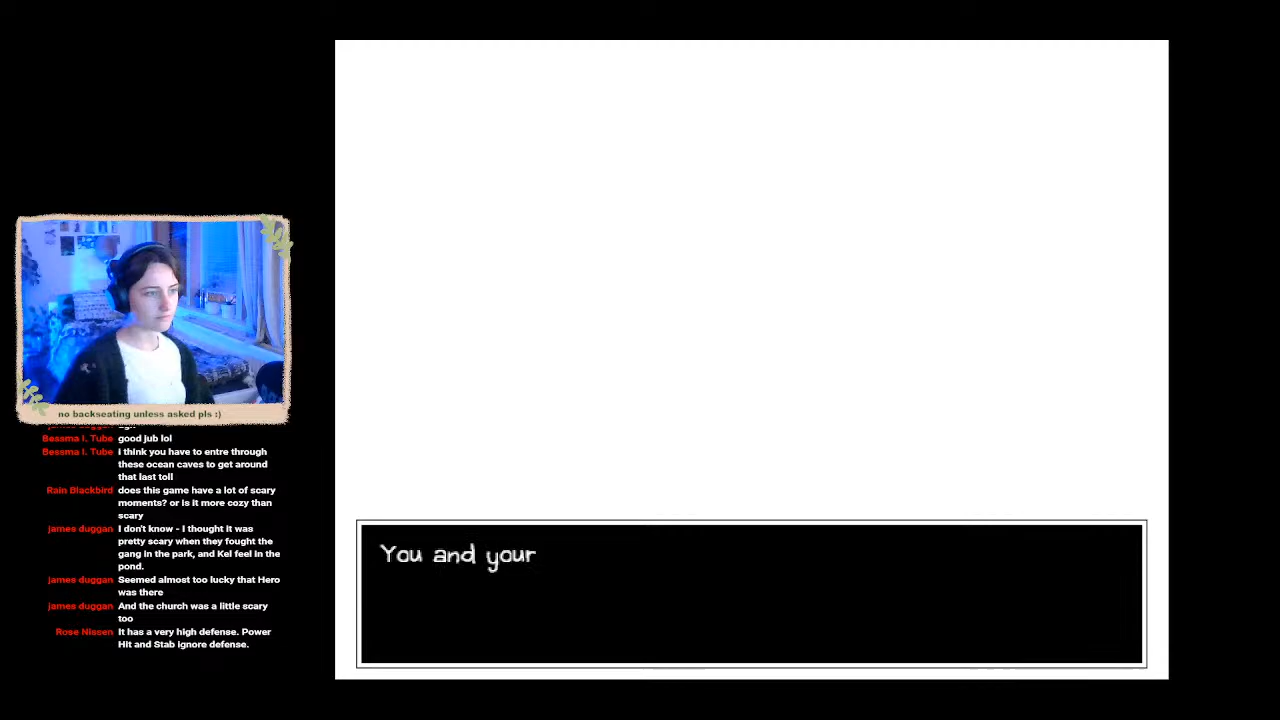 no backseating unless asked pls :)
Bessma I. Tube good jub lol
Bessma I. Tube I think you have to entre through
these ocean caves to get around
that last toll
Rain Blackbird does this game have a lot of scary
moments? or is it more cozy than
scary
james duggan I don't know - I thought it was
pretty scary when they fought the
gang in the park, and Kel feel in the
pond.
james duggan Seemed almost too lucky that Hero
was there
james duggan And the church was a little scary
too
Rose Nissen It has a very high defense. Power
Hit and Stab ignore defense.
You and your